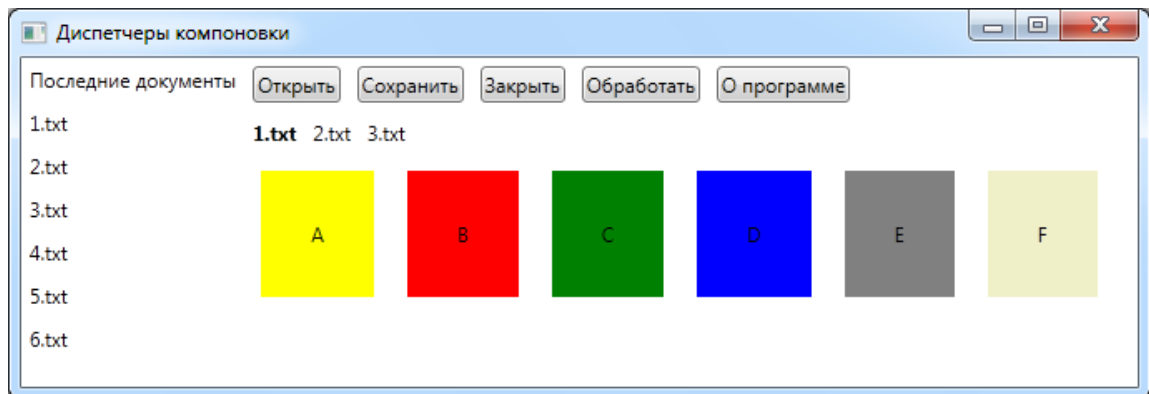 Диспетчеры компоновки
Последние документы
Открыть Сохранить Закрыть Обработать О программе
1.txt
1.txt 2.txt 3.txt
2.txt
3.txt
A B C D E F
4.txt
5.txt
6.txt